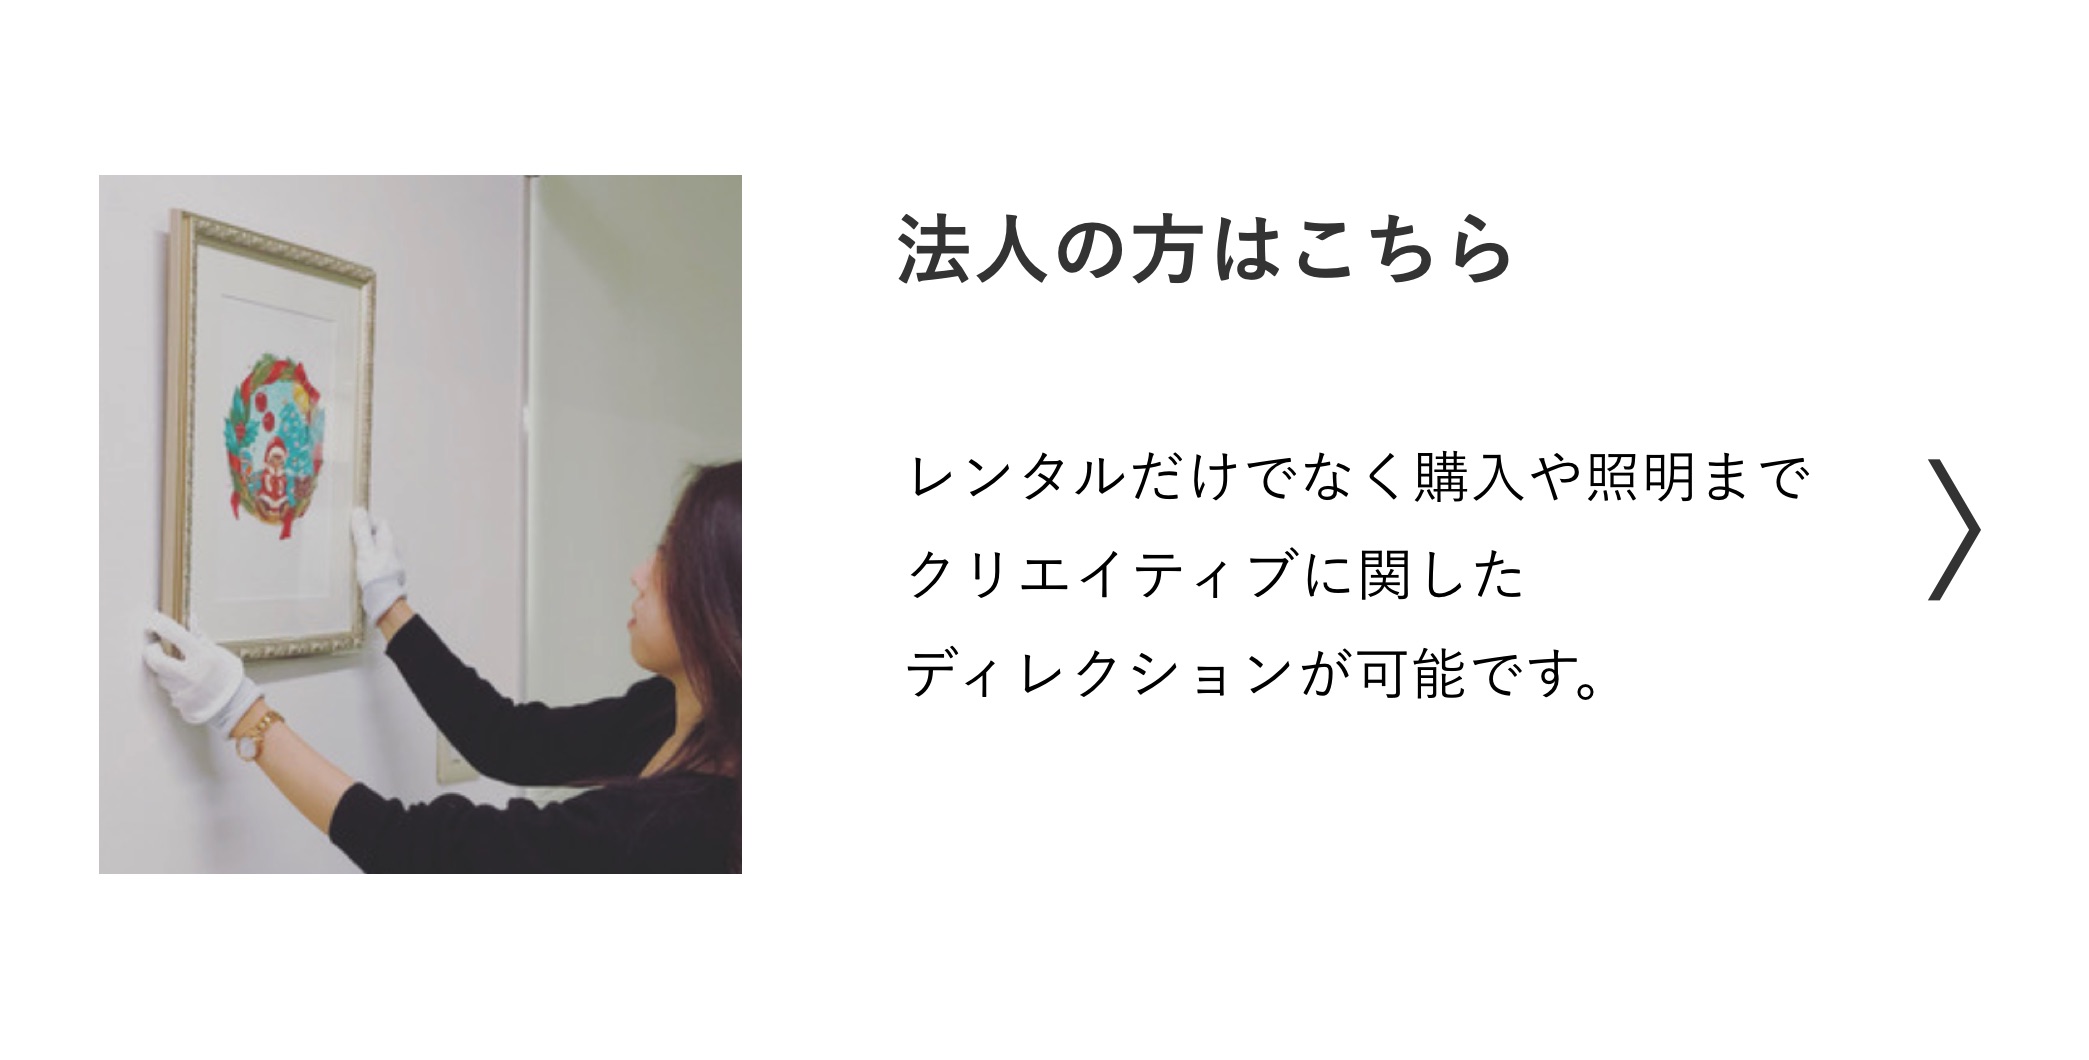 法人の方はこちら
レンタルだけでなく購入や照明まで
クリエイティブに関した
ディレクションが可能です。